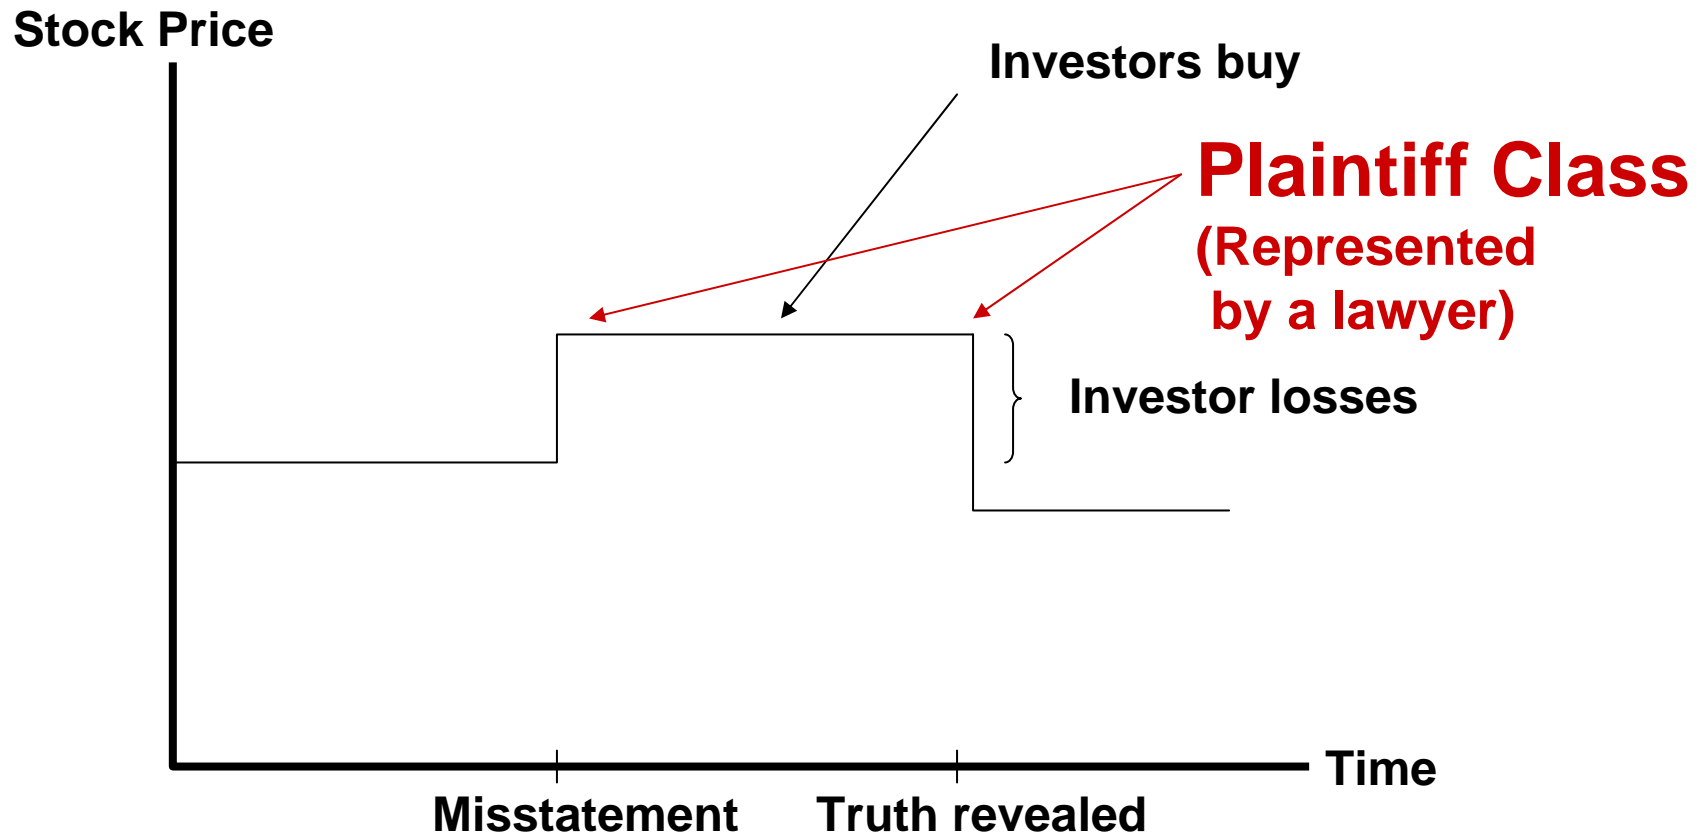 Stock Price
Investors buy
Plaintiff Class
(Represented
by a lawyer)
Investor losses
Time
Misstatement
Truth revealed